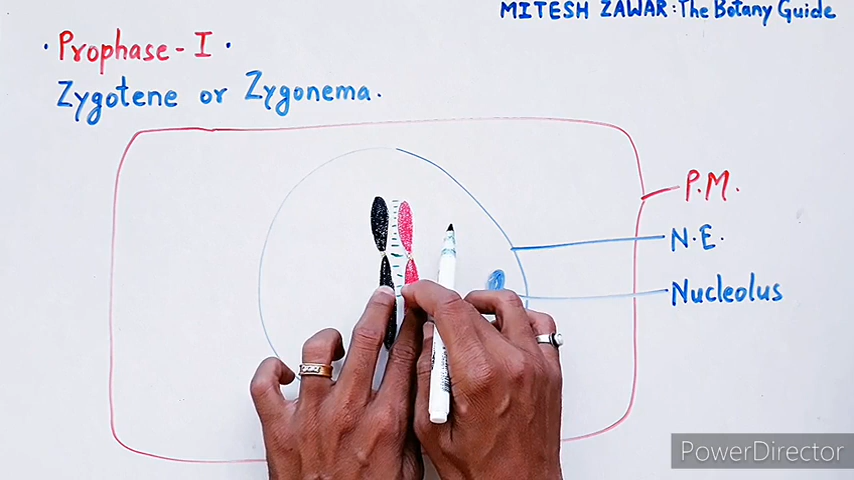 MITESH ZAWAR : The Botany Guide
· Prophase - I ·
Zygotene or Zygonema.
P.M.
N.E.
Nucleolus
PowerDirector